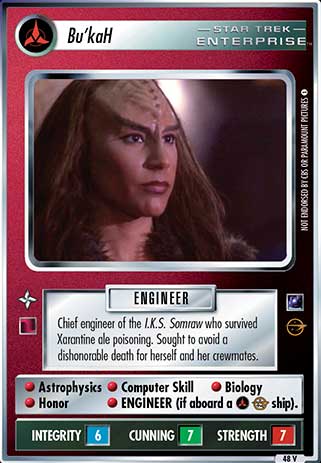 Bu'kaH
STAR TREK
ENTERPRISE™
NOT ENDORSED BY CBS OR PARAMOUNT PICTURES
ENGINEER
Chief engineer of the I.K.S. Somraw who survived
Xarantine ale poisoning. Sought to avoid a
dishonorable death for herself and her crewmates.
Astrophysics Computer Skill Biology
Honor ENGINEER (if aboard a ship).
INTEGRITY 6 CUNNING 7 STRENGTH 7
48 V